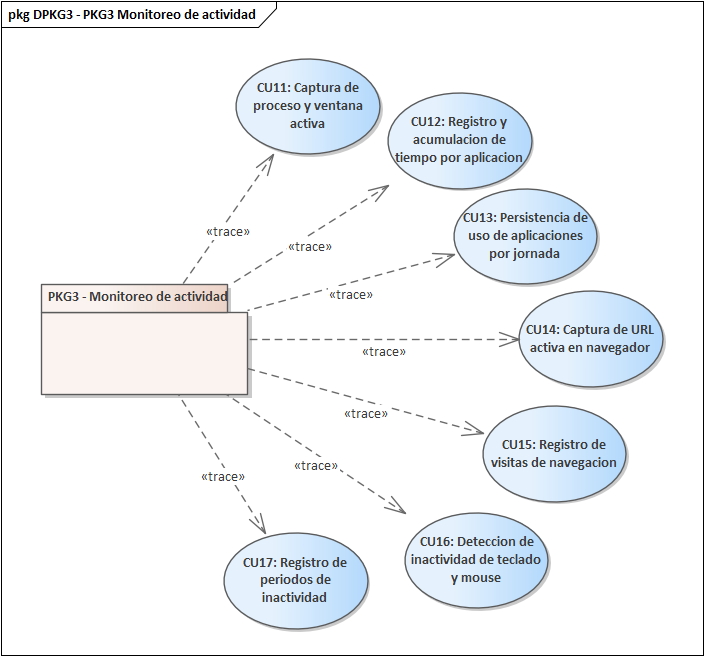 pkg DPKG3 - PKG3 Monitoreo de actividad
CU11: Captura de
proceso y ventana
activa
CU12: Registro y
acumulacion de
tiempo por aplicacion
CU13: Persistencia de
uso de aplicaciones
por jornada
«trace»
«trace»
«trace»
PKG3 - Monitoreo de actividad
CU14: Captura de URL
activa en navegador
«trace»
«trace»
CU15: Registro de
visitas de navegacion
«trace»
«trace»
CU16: Deteccion de
inactividad de teclado
y mouse
CU17: Registro de
periodos de
inactividad